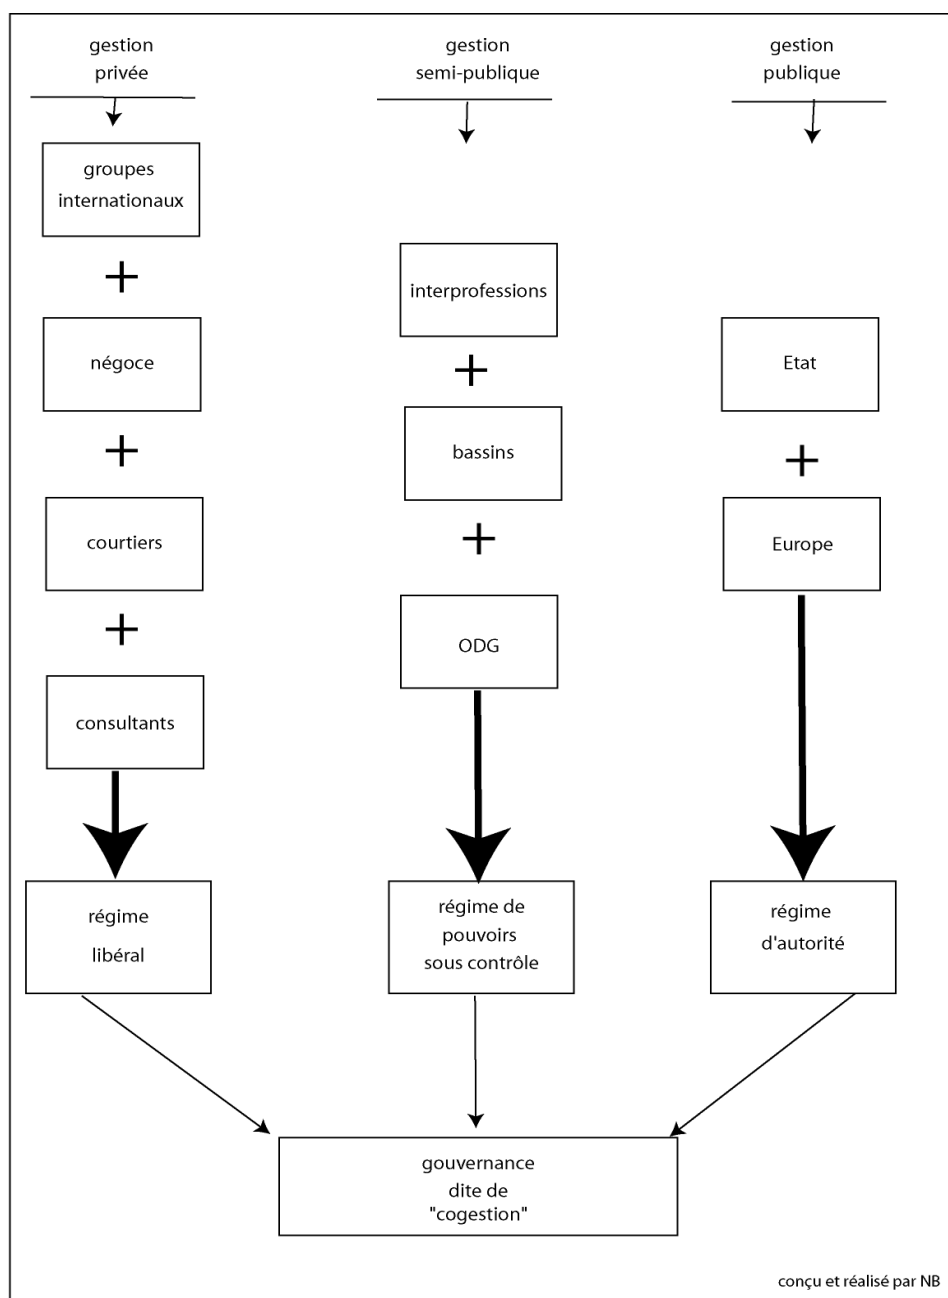 gestion
privée
gestion
semi-publique
gestion
publique
groupes
internationaux
+
négoce
+
courtiers
+
consultants
régime
libéral
interprofessions
+
bassins
+
ODG
régime de
pouvoirs
sous contrôle
Etat
+
Europe
régime
d'autorité
gouvernance
dite de
"cogestion"
conçu et réalisé par NB